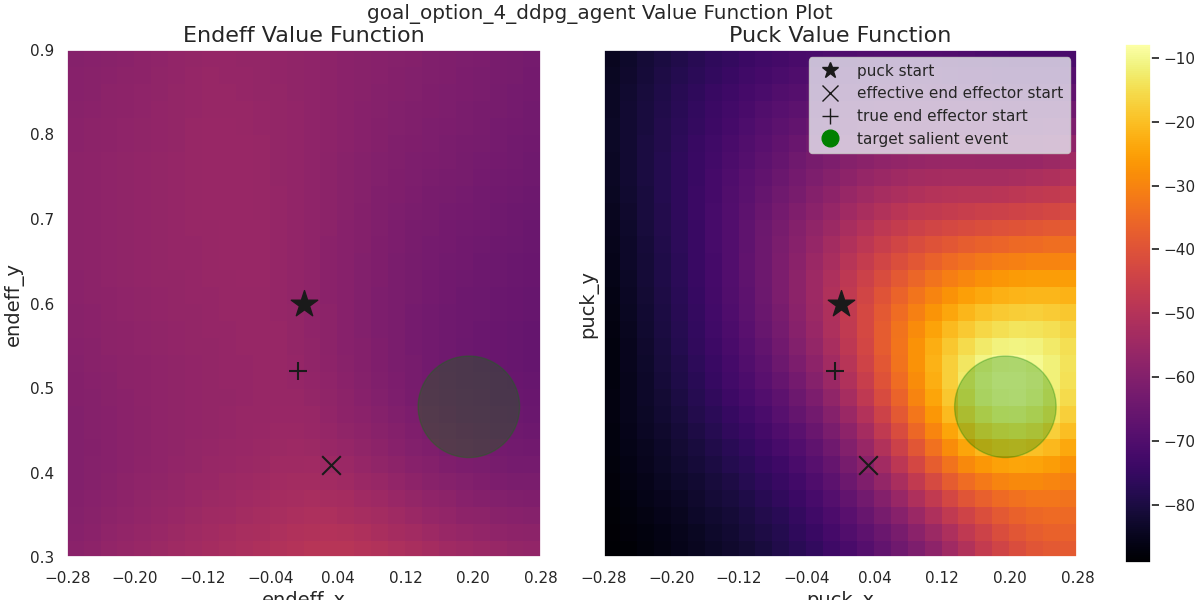 goal_option_4_ddpg_agent Value Function Plot
Endeff Value Function
Puck Value Function
0.9
0.8
0.7
0.6
0.5
0.4
0.3
endeff_y
−0.28 −0.20 −0.12 −0.04 0.04 0.12 0.20 0.28
endeff_x
puck_y
puck start
effective end effector start
true end effector start
target salient event
−0.28 −0.20 −0.12 −0.04 0.04 0.12 0.20 0.28
puck_x
−10
−20
−30
−40
−50
−60
−70
−80